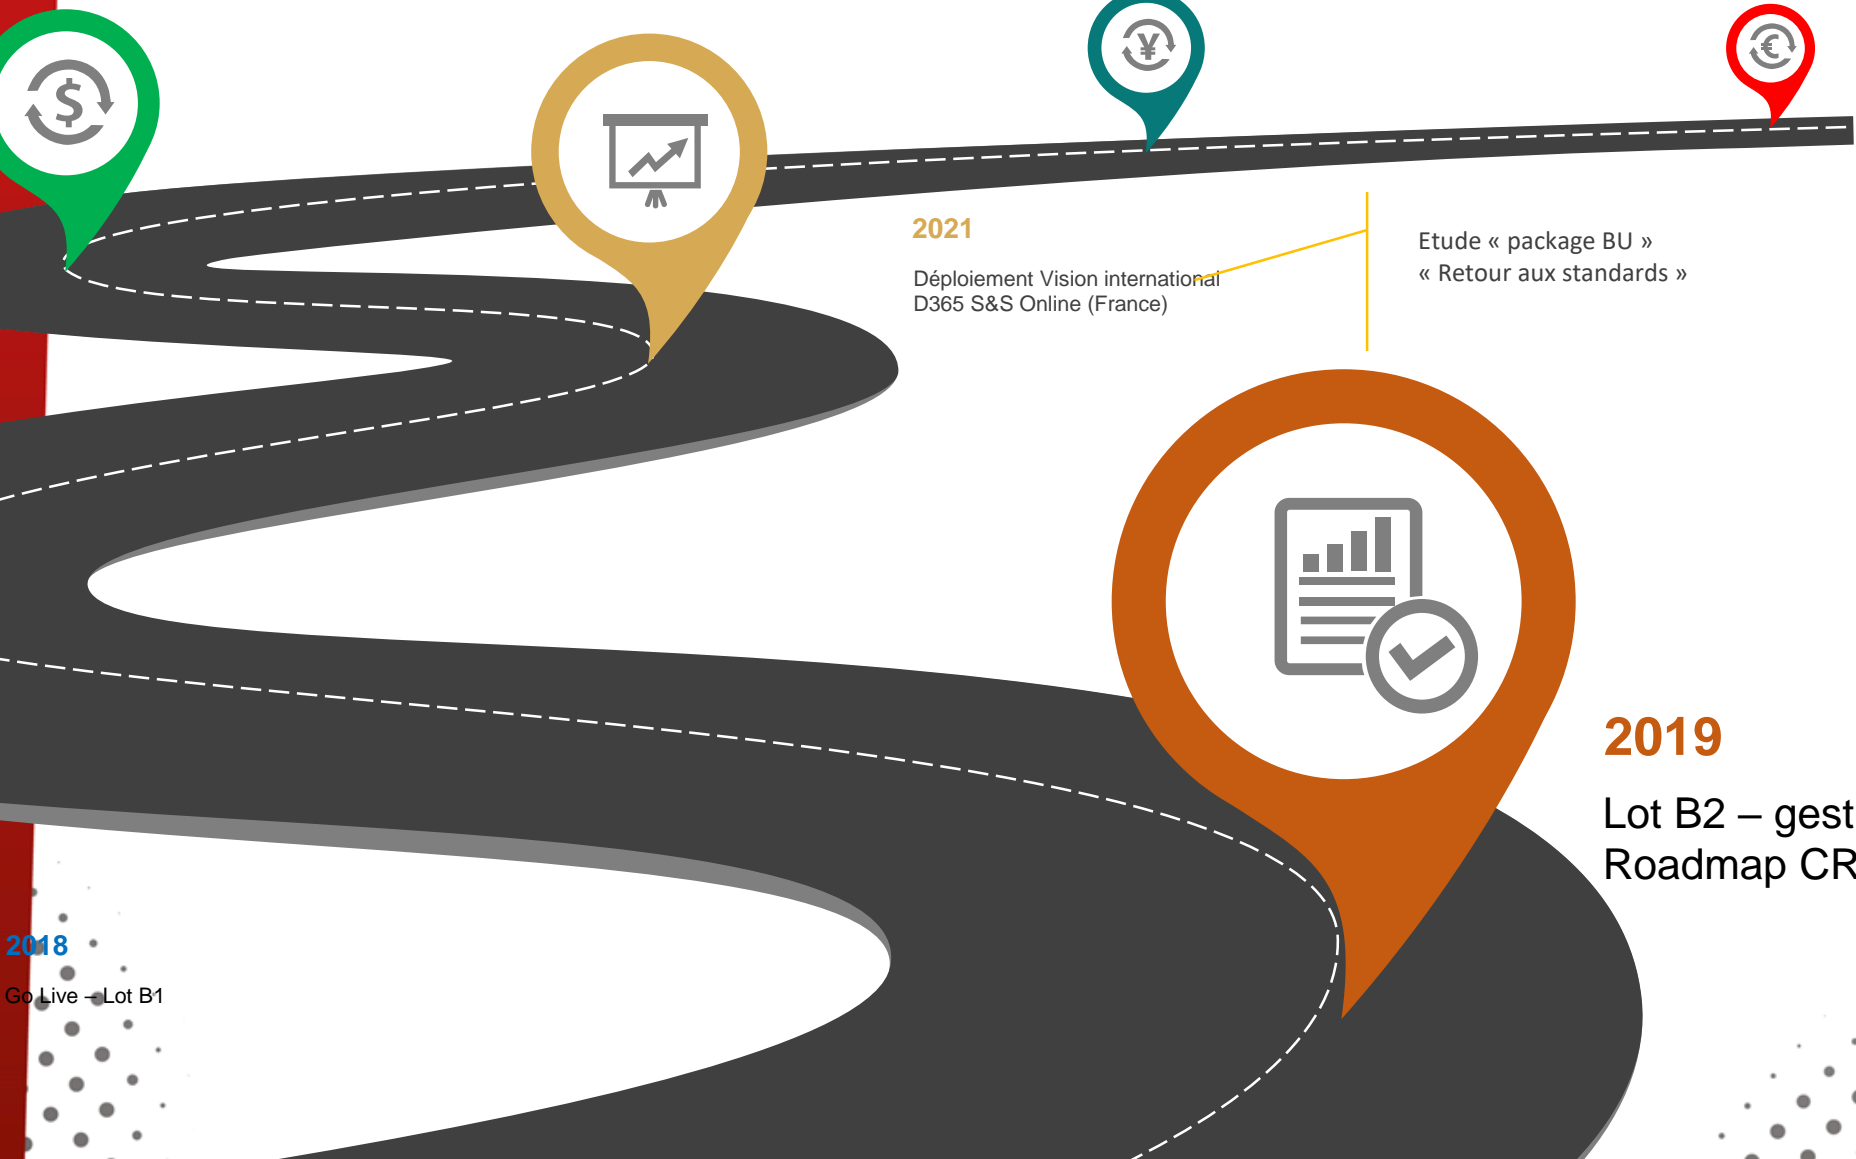 2021
Déploiement Vision international
D365 S&S Online (France)
Etude « package BU »
« Retour aux standards »
2019
Lot B2 – gest
Roadmap CR
2018
Go Live – Lot B1